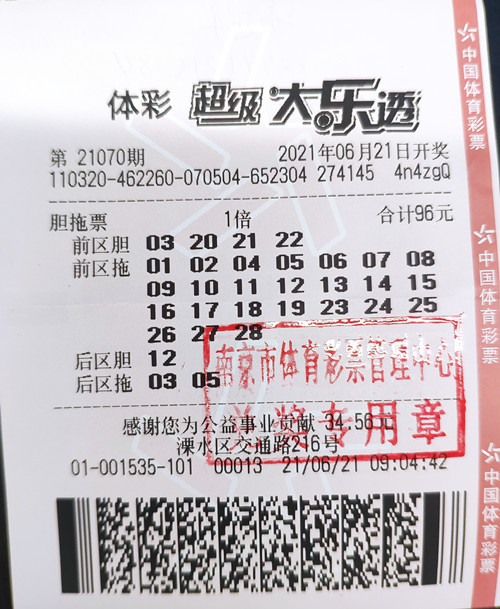 体彩 超级大乐透
第 21070期 2021年06月21日开奖
110320-462260-070504-652304 274145 4n4zgQ
胆拖票 1倍 合计96元
前区胆 03 20 21 22
前区拖 01 02 04 05 06 07 08
09 10 11 12 13 14 15
16 17 18 19 23 24 25
26 27 28
后区胆 12
后区拖 03 05
南京市体育彩票管理中心
兑奖专用章
感谢您为公益事业贡献 34.56元
溧水区交通路216号
01-001535-101 00013 21/06/21 09:04:42
中国体育彩票
中国体育彩票
中国体育彩票